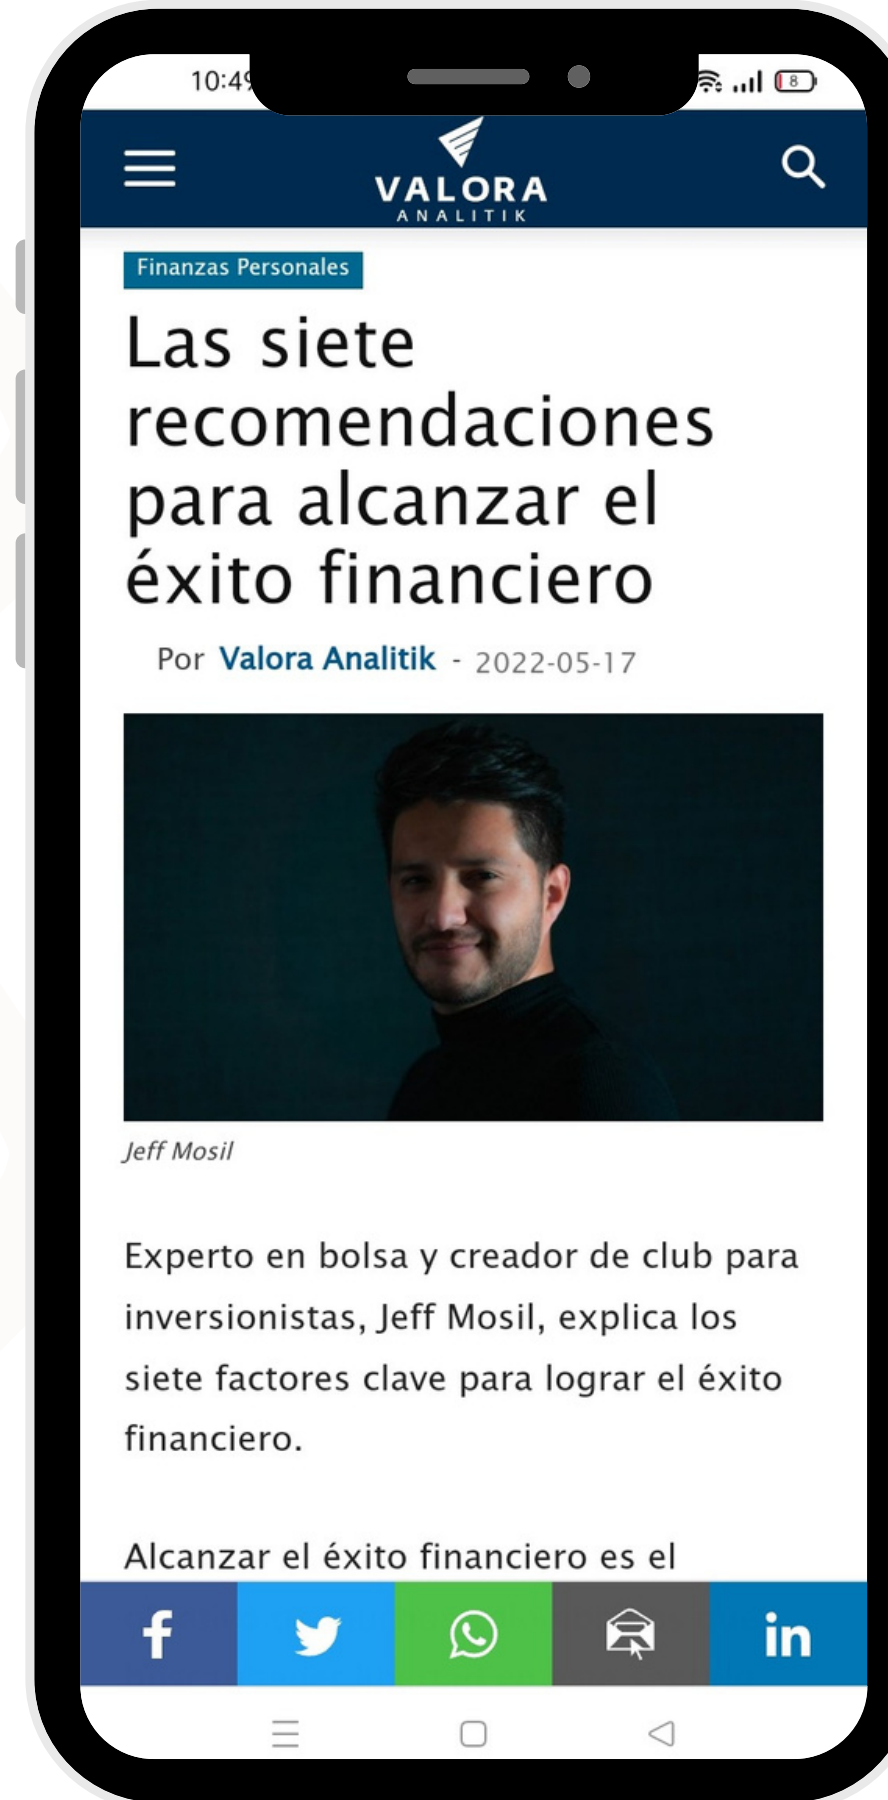 10:49
8
VALORA
ANALITIK
Finanzas Personales
Las siete
recomendaciones
para alcanzar el
éxito financiero
Por Valora Analitik - 2022-05-17
Jeff Mosil
Experto en bolsa y creador de club para
inversionistas, Jeff Mosil, explica los
siete factores clave para lograr el éxito
financiero.
Alcanzar el éxito financiero es el
f
in